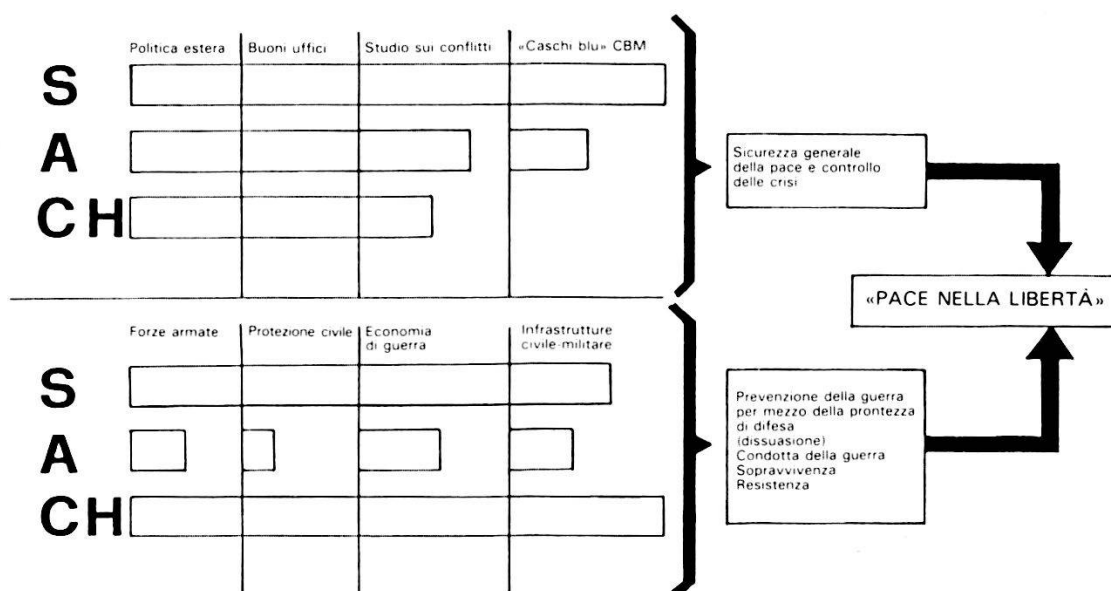 Politica estera
Buoni uffici
Studio sui conflitti
«Caschi blu» CBM
S
A
CH
Sicurezza generale
della pace e controllo
delle crisi
«PACE NELLA LIBERTÀ»
Forze armate
Protezione civile
Economia
di guerra
Infrastrutture
civile-militare
S
A
CH
Prevenzione della guerra
per mezzo della prontezza
di difesa
(dissuasione)
Condotta della guerra
Sopravvivenza
Resistenza